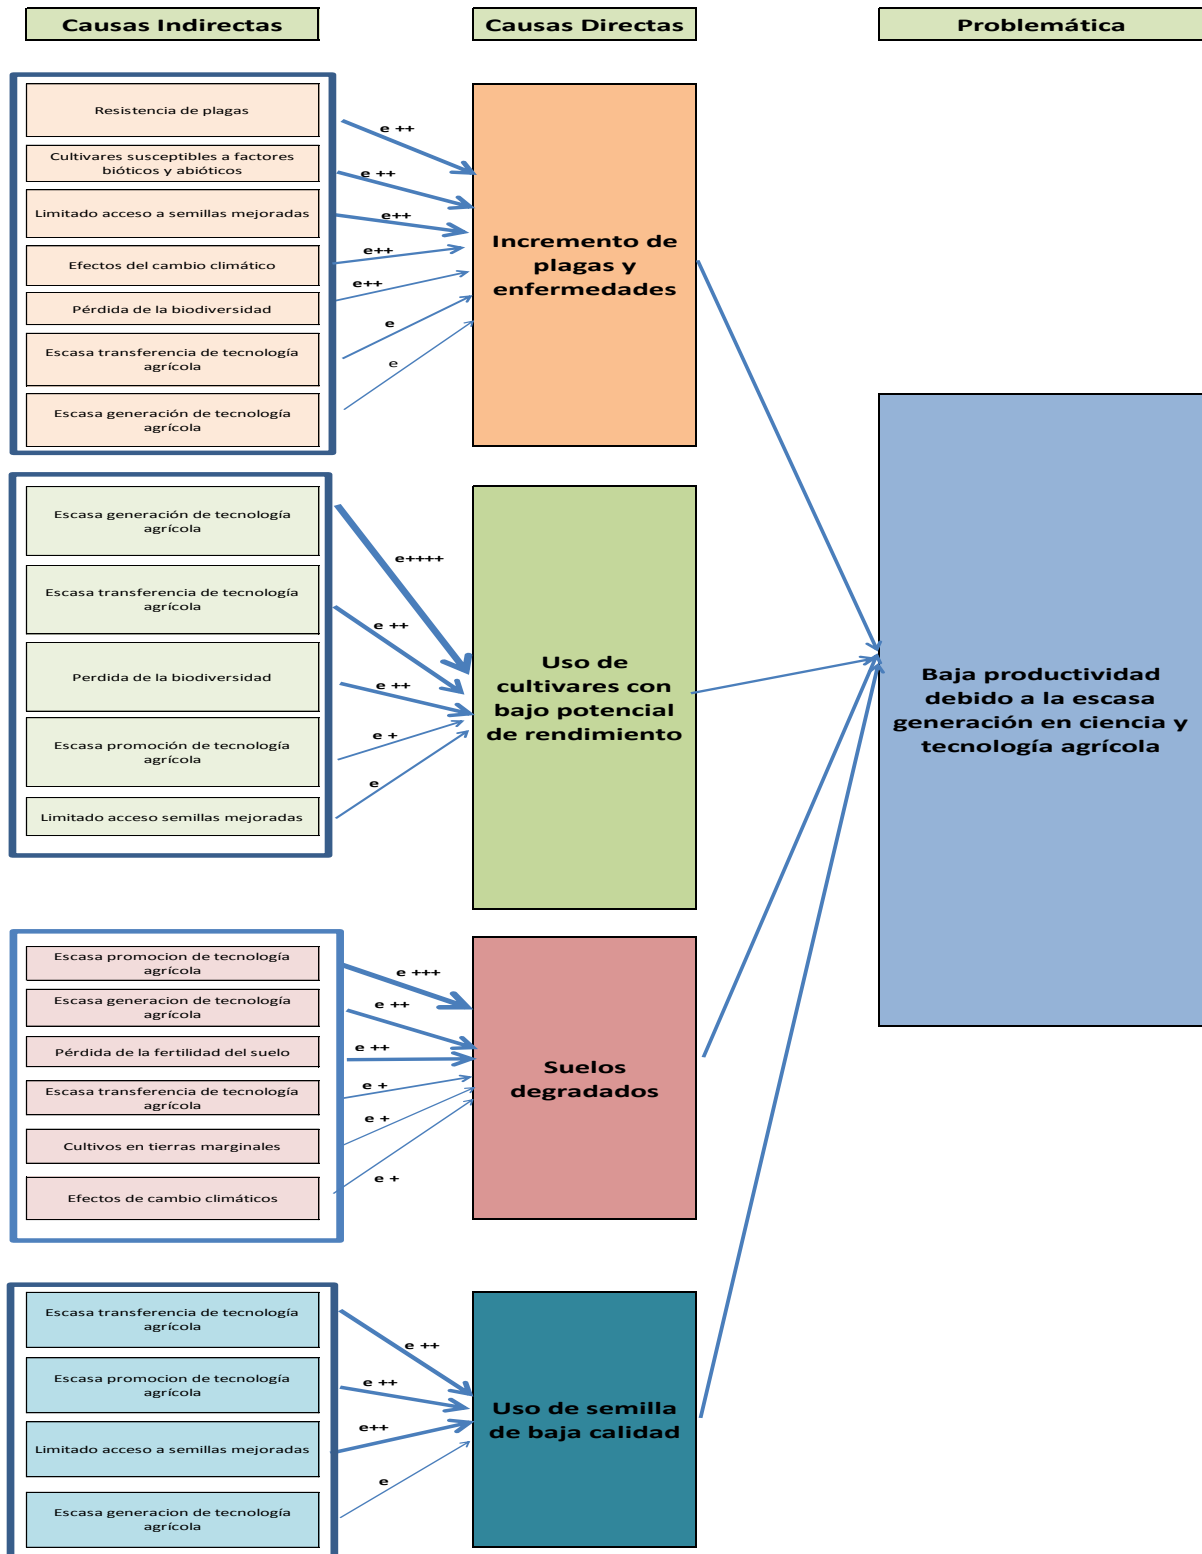 Causas Indirectas
Causas Directas
Problemática
Resistencia de plagas
e ++
Cultivares susceptibles a factores
bióticos y abióticos
e ++
Limitado acceso a semillas mejoradas
e++
Efectos del cambio climático
e++
Pérdida de la biodiversidad
e++
Escasa transferencia de tecnología
agrícola
e
Escasa generación de tecnología
agrícola
e
Incremento de
plagas y
enfermedades
Escasa generación de tecnología
agrícola
e++++
Escasa transferencia de tecnología
agrícola
e ++
Perdida de la biodiversidad
e ++
Escasa promoción de tecnología
agrícola
e +
Limitado acceso semillas mejoradas
e
Uso de
cultivares con
bajo potencial
de rendimiento
Baja productividad
debido a la escasa
generación en ciencia y
tecnología agrícola
Escasa promocion de tecnología
agrícola
e +++
Escasa generacion de tecnología
agrícola
e ++
Pérdida de la fertilidad del suelo
e ++
Escasa transferencia de tecnología
agrícola
e +
Cultivos en tierras marginales
e +
Efectos de cambio climáticos
e +
Suelos
degradados
Escasa transferencia de tecnología
agrícola
e ++
Escasa promocion de tecnología
agrícola
e ++
Limitado acceso a semillas mejoradas
e++
Escasa generacion de tecnología
agrícola
e
Uso de semilla
de baja calidad